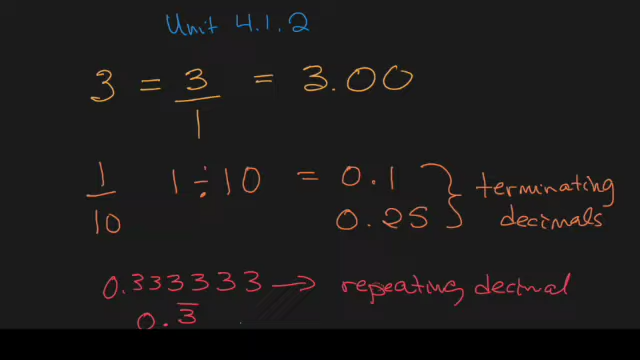 Unit 4.1.2
3 = 3/1 = 3.00
1/10 1÷10 = 0.1
0.25
terminating
decimals
0.333333 → repeating decimal
0.3̅